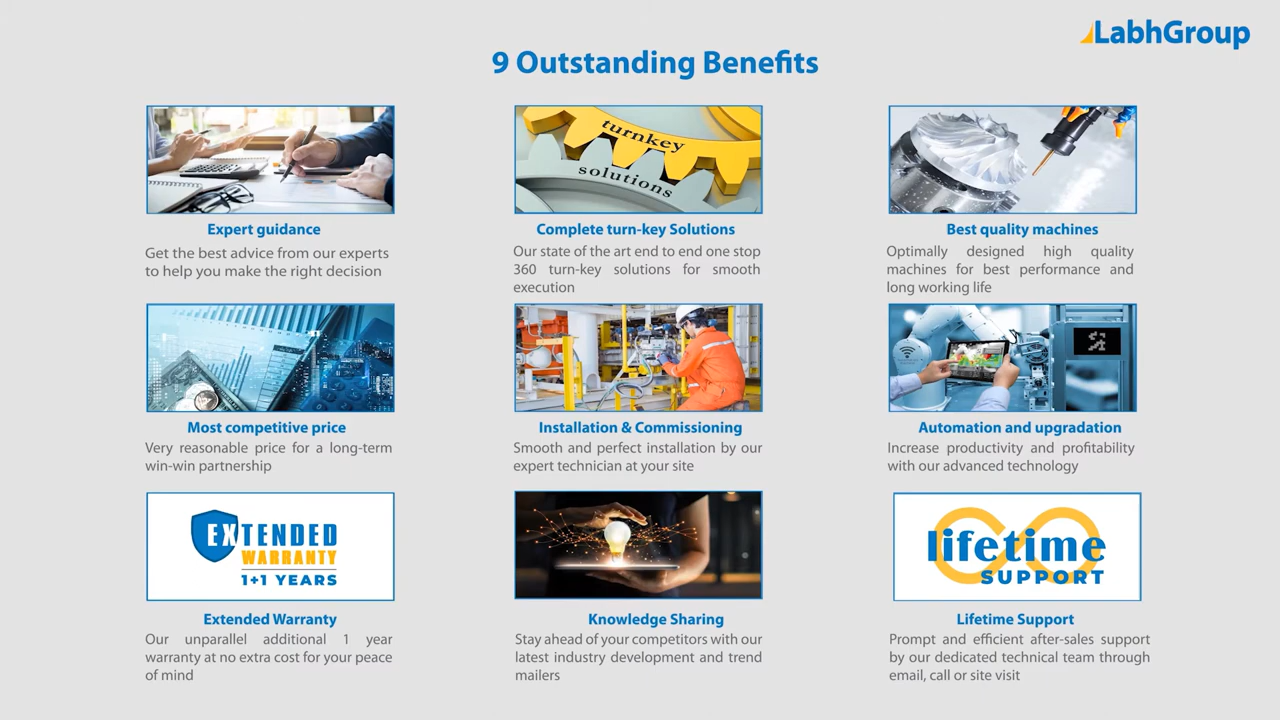 LabhGroup
9 Outstanding Benefits
turnkey
solutions
Expert guidance
Get the best advice from our experts
to help you make the right decision
Complete turn-key Solutions
Our state of the art end to end one stop
360 turn-key solutions for smooth
execution
Best quality machines
Optimally designed high quality
machines for best performance and
long working life
Most competitive price
Very reasonable price for a long-term
win-win partnership
Installation & Commissioning
Smooth and perfect installation by our
expert technician at your site
Automation and upgradation
Increase productivity and profitability
with our advanced technology
EXTENDED
WARRANTY
1+1 YEARS
Extended Warranty
Our unparallel additional 1 year
warranty at no extra cost for your peace
of mind
Knowledge Sharing
Stay ahead of your competitors with our
latest industry development and trend
mailers
lifetime
SUPPORT
Lifetime Support
Prompt and efficient after-sales support
by our dedicated technical team through
email, call or site visit